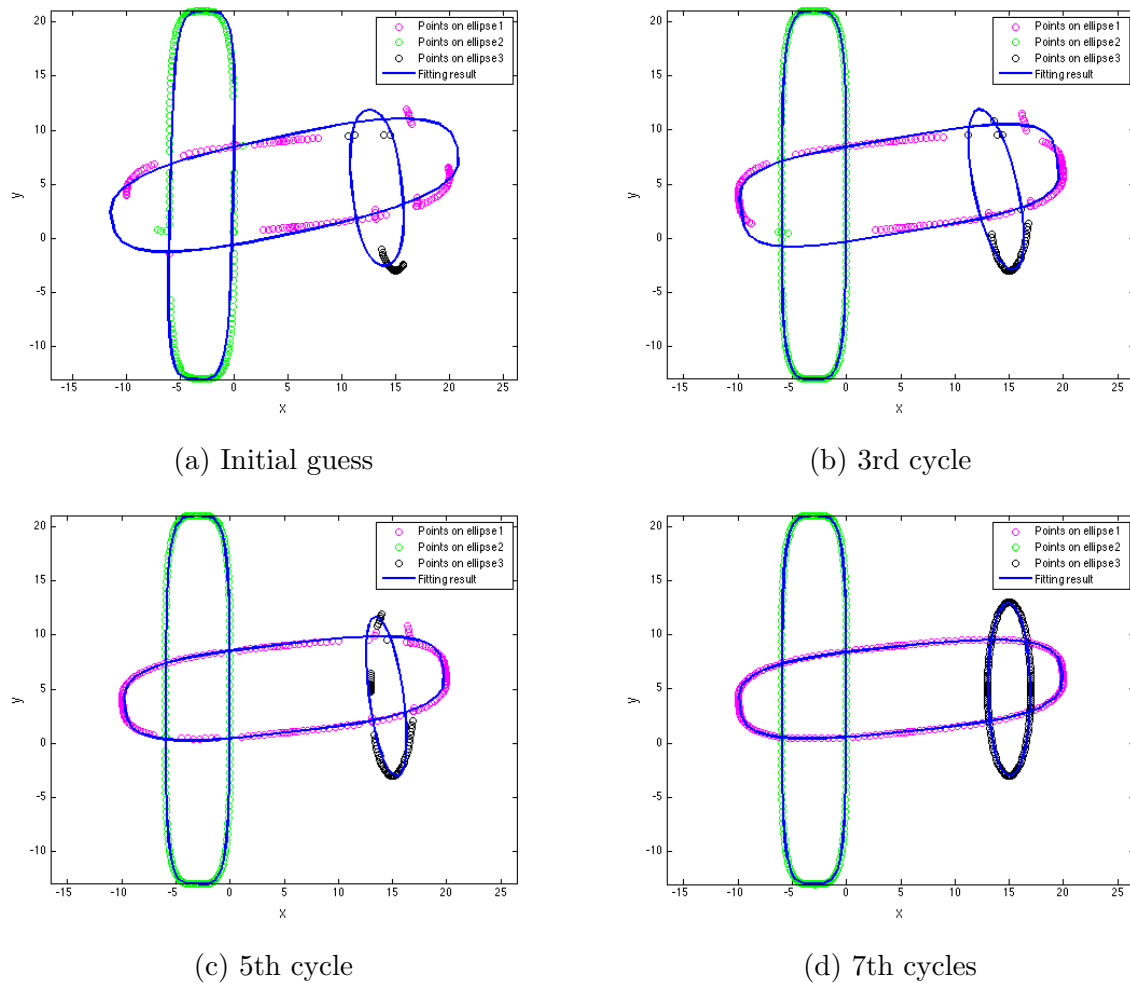 20
15
10
5
0
-5
-10
y
-15 -10 -5 0 5 10 15 20 25
x
Points on ellipse1
Points on ellipse2
Points on ellipse3
Fitting result
(a) Initial guess
20
15
10
5
0
-5
-10
y
-15 -10 -5 0 5 10 15 20 25
x
Points on ellipse1
Points on ellipse2
Points on ellipse3
Fitting result
(b) 3rd cycle
20
15
10
5
0
-5
-10
y
-15 -10 -5 0 5 10 15 20 25
x
Points on ellipse1
Points on ellipse2
Points on ellipse3
Fitting result
(c) 5th cycle
20
15
10
5
0
-5
-10
y
-15 -10 -5 0 5 10 15 20 25
x
Points on ellipse1
Points on ellipse2
Points on ellipse3
Fitting result
(d) 7th cycles